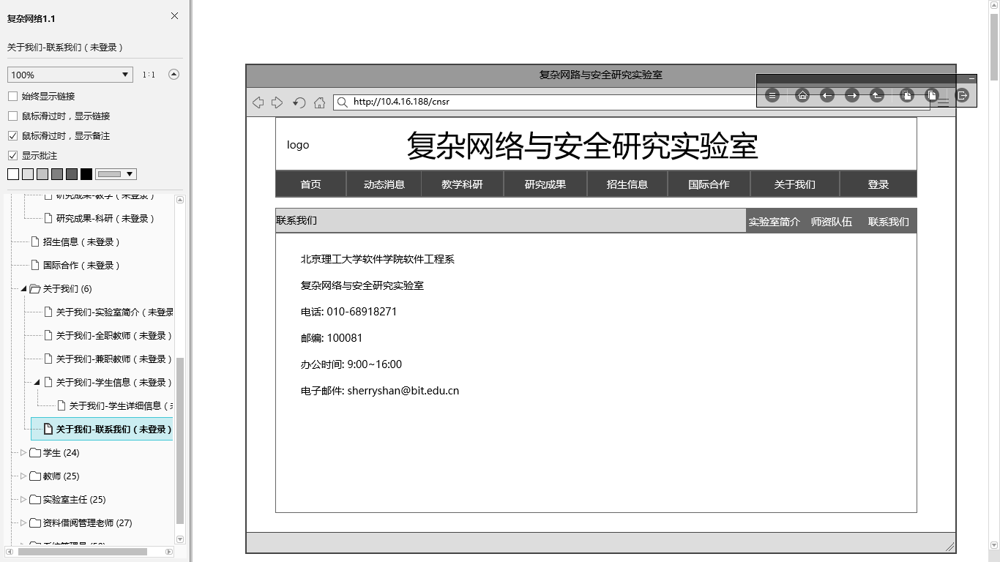 复杂网络1.1
关于我们-联系我们（未登录）
100%
1:1
始终显示链接
鼠标滑过时，显示链接
鼠标滑过时，显示备注
显示批注
研究成果-教学（未登录）
研究成果-科研（未登录）
招生信息（未登录）
国际合作（未登录）
关于我们 (6)
关于我们-实验室简介（未登录
关于我们-全职教师（未登录）
关于我们-兼职教师（未登录）
关于我们-学生信息（未登录）
关于我们-学生详细信息（
关于我们-联系我们（未登录）
学生 (24)
教师 (25)
实验室主任 (25)
资料借阅管理老师 (27)
复杂网路与安全研究实验室
http://10.4.16.188/cnsr
logo
复杂网络与安全研究实验室
首页 动态消息 教学科研 研究成果 招生信息 国际合作 关于我们 登录
联系我们
实验室简介 师资队伍 联系我们
北京理工大学软件学院软件工程系
复杂网络与安全研究实验室
电话: 010-68918271
邮编: 100081
办公时间: 9:00~16:00
电子邮件: sherryshan@bit.edu.cn